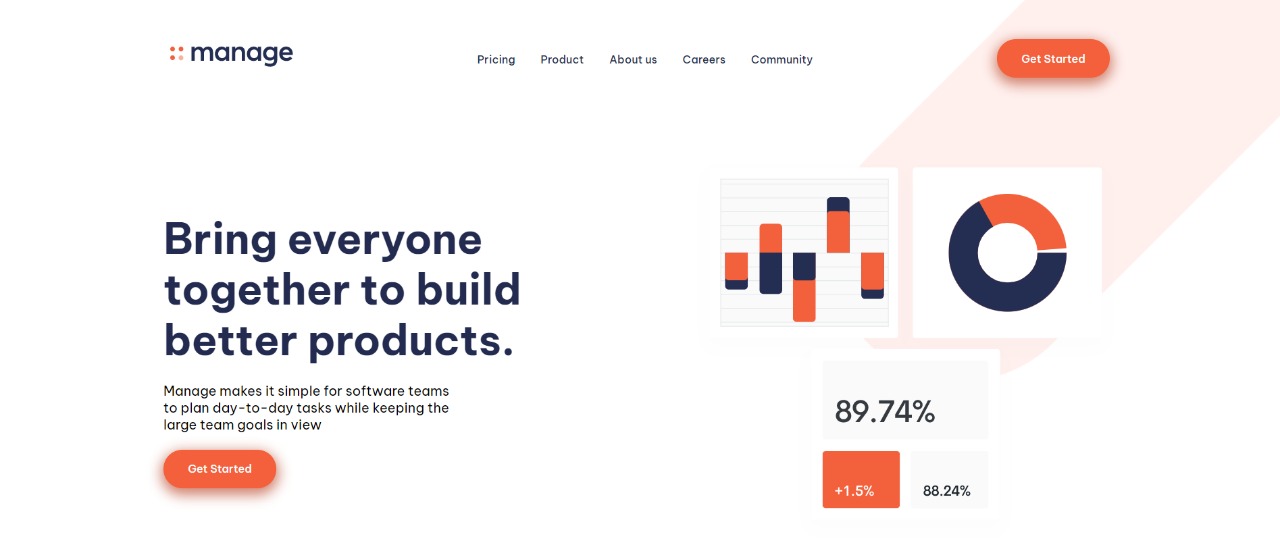 manage
Pricing
Product
About us
Careers
Community
Get Started
Bring everyone
together to build
better products.
Manage makes it simple for software teams
to plan day-to-day tasks while keeping the
large team goals in view
Get Started
89.74%
+1.5%
88.24%